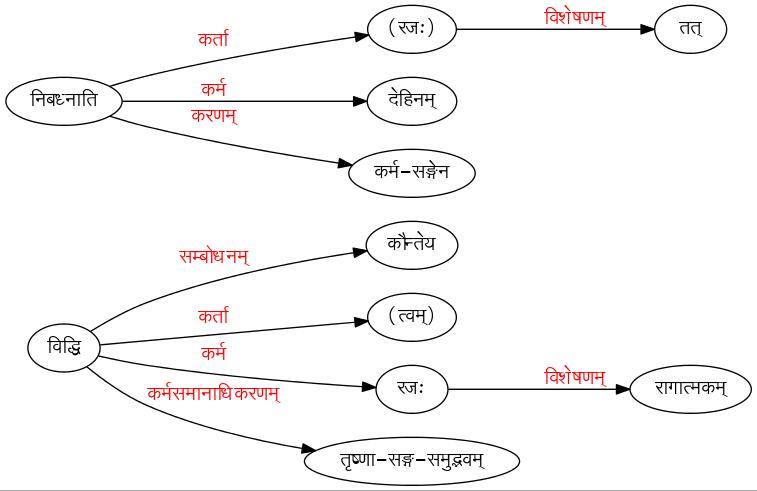 कर्ता
(रजः)
विशेषणम्
तत्
निबध्नाति
कर्म
देहिनम्
करणम्
कर्म-सङ्गेन
सम्बोधनम्
कौन्तेय
कर्ता
(त्वम्)
विद्धि
कर्म
रजः
विशेषणम्
रागात्मकम्
कर्मसमानाधिकरणम्
तृष्णा-सङ्ग-समुद्भवम्